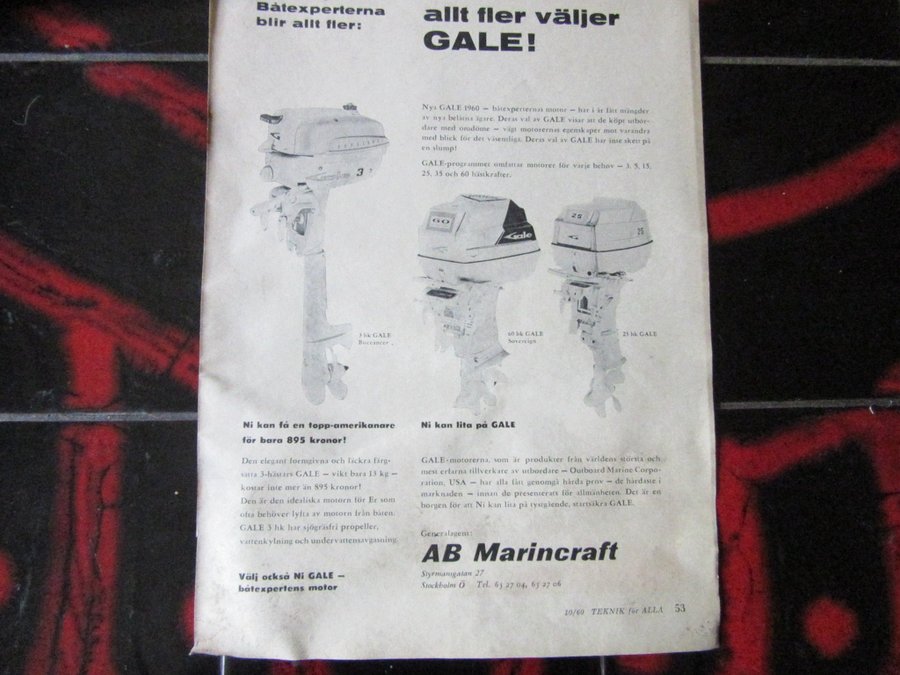 Båtexperterna
blir allt fler:
allt fler väljer
GALE!
Nya GALE 1960 — båtexperternas motor — har i år fått mängder
av nya belåtna ägare. Deras val av GALE visar att de köpt utbor-
dare med omdöme — vägt motorernas egenskaper mot varandra
med blick för det väsentliga. Deras val av GALE har inte skett på
en slump!
GALE-programmet omfattar motorer för varje behov — 3, 5, 15,
25, 35 och 60 hästkrafter.
3
60
Gale
25
25
3 hk GALE
Buccaneer
60 hk GALE
Sovereign
25 hk GALE
Ni kan få en topp-amerikanare
för bara 895 kronor!
Den elegant formgivna och läckra färg-
satta 3-hästars GALE — vikt bara 13 kg —
kostar inte mer än 895 kronor!
Den är den idealiska motorn för Er som
ofta behöver lyfta av motorn från båten.
GALE 3 hk har sjögräsfri propeller,
vattenkylning och undervattensavgasning.
Välj också Ni GALE —
båtexpertens motor
Ni kan lita på GALE
GALE-motorerna, som är produkter från världens största och
mest erfarna tillverkare av utbordare — Outboard Marine Corpo-
ration, USA — har alla fått genomgå hårda prov — de hårdaste i
marknaden — innan de presenterats för allmänheten. Det är en
borgen för att Ni kan lita på tystgående, startsäkra GALE.
Generalagent:
AB Marincraft
Styrmansgatan 27
Stockholm Ö Tel. 63 27 04, 63 27 06
10/60 TEKNIK för ALLA 53